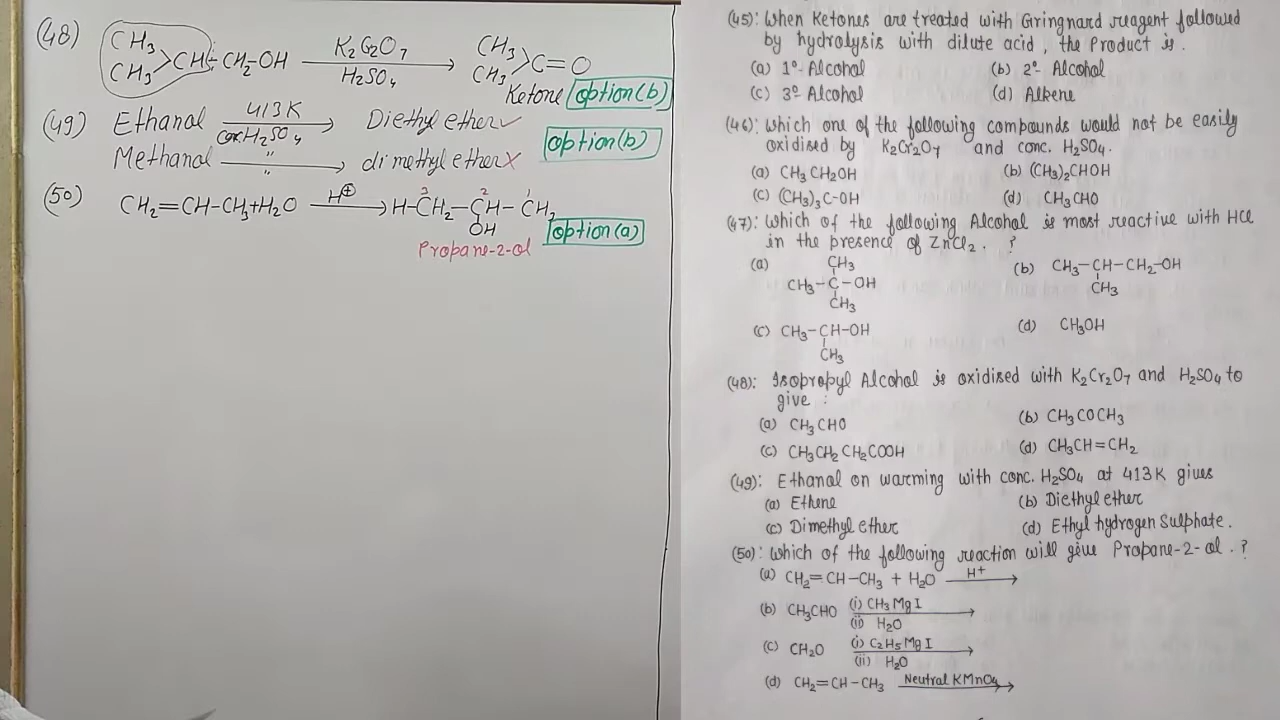 (48) CH3 CH3 >CH-CH2-OH K2Cr2O7 H2SO4 → CH3 CH3 >C=O
Ketone option(b)
(49) Ethanol 413K Conc.H2SO4 → Diethyl ether✓
option(b)
Methanal " " → dimethyl ether✗
(50) CH2=CH-CH3+H2O H⊕ → H-CH2-CH-CH2
3 2 1
OH
option(a)
Propane-2-ol
(45): When Ketones are treated with Gringnard reagent followed
by hydrolysis with dilute acid, the Product is.
(a) 1°- Alcohol (b) 2°- Alcohol
(c) 3° Alcohol (d) Alkene
(46): Which one of the following compounds would not be easily
oxidised by K2Cr2O7 and conc. H2SO4.
(a) CH3CH2OH (b) (CH3)2CHOH
(c) (CH3)3C-OH (d) CH3CHO
(47): Which of the following Alcohol is most reactive with HCl
in the presence of ZnCl2. ?
(a) CH3 (b) CH3-CH-CH2-OH
CH3-C-OH CH3
CH3
(c) CH3-CH-OH (d) CH3OH
CH3
(48): Isopropyl Alcohol is oxidised with K2Cr2O7 and H2SO4 to
give :
(a) CH3CHO (b) CH3COCH3
(c) CH3CH2CH2COOH (d) CH3CH=CH2
(49): Ethanol on warming with conc. H2SO4 at 413K gives
(a) Ethene (b) Diethyl ether
(c) Dimethyl ether (d) Ethyl hydrogen Sulphate.
(50): Which of the following reaction will give Propane-2-ol.?
(a) CH2=CH-CH3 + H2O H+ →
(b) CH3CHO (i) CH3MgI (ii) H2O →
(c) CH2O (i) C2H5MgI (ii) H2O →
(d) CH2=CH-CH3 Neutral KMnO4 →